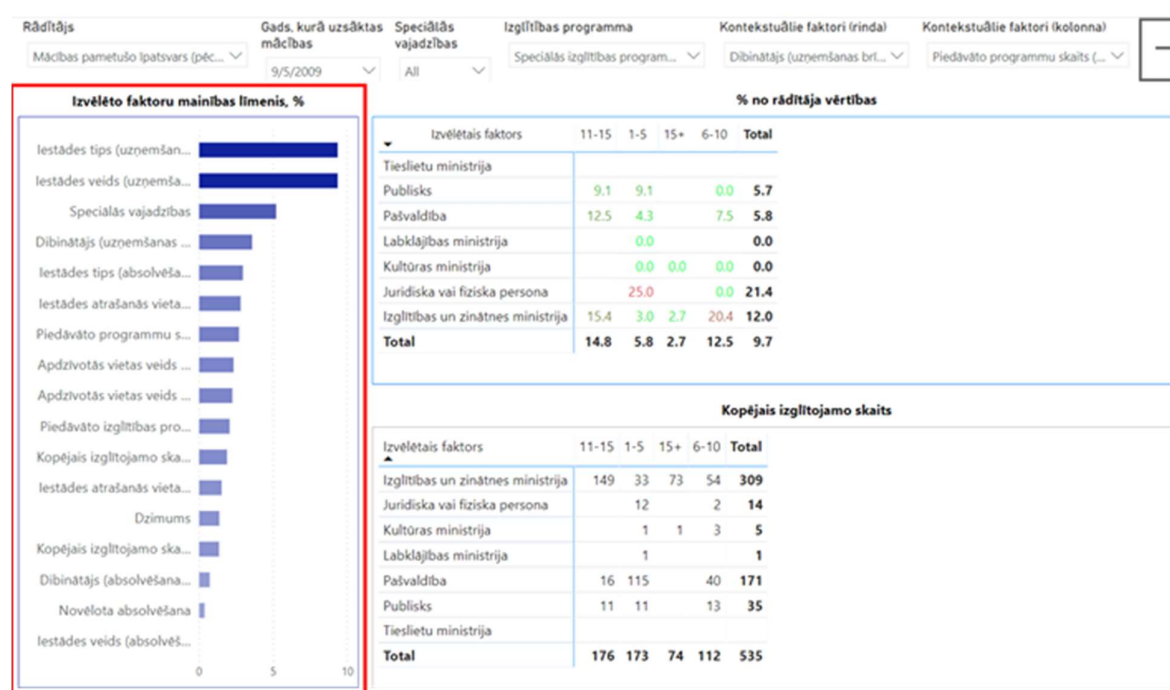 Rādītājs
Mācības pametušo īpatsvars (pēc...
Gads, kurā uzsāktas mācības
9/5/2009
Speciālās vajadzības
All
Izglītības programma
Speciālās izglītības program...
Kontekstuālie faktori (rinda)
Dibinātājs (uzņemšanas brī...
Kontekstuālie faktori (kolonna)
Piedāvāto programmu skaits (...
Izvēlēto faktoru mainības līmenis, %
Iestādes tips (uzņemšan...
Iestādes veids (uzņemša...
Speciālās vajadzības
Dibinātājs (uzņemšanas ...
Iestādes tips (absolvēša...
Iestādes atrašanās vieta...
Piedāvāto programmu s...
Apdzīvotās vietas veids ...
Apdzīvotās vietas veids ...
Piedāvāto izglītības pro...
Kopējais izglītojamo ska...
Iestādes atrašanās vieta...
Dzimums
Kopējais izglītojamo ska...
Dibinātājs (absolvēšana...
Novēlota absolvēšana
Iestādes veids (absolvēš...
0 5 10
% no rādītāja vērtības
Izvēlētais faktors 11-15 1-5 15+ 6-10 Total
Tieslietu ministrija
Publisks 9.1 9.1 0.0 5.7
Pašvaldība 12.5 4.3 7.5 5.8
Labklājības ministrija 0.0 0.0
Kultūras ministrija 0.0 0.0 0.0 0.0
Juridiska vai fiziska persona 25.0 0.0 21.4
Izglītības un zinātnes ministrija 15.4 3.0 2.7 20.4 12.0
Total 14.8 5.8 2.7 12.5 9.7
Kopējais izglītojamo skaits
Izvēlētais faktors 11-15 1-5 15+ 6-10 Total
Izglītības un zinātnes ministrija 149 33 73 54 309
Juridiska vai fiziska persona 12 2 14
Kultūras ministrija 1 1 3 5
Labklājības ministrija 1 1
Pašvaldība 16 115 40 171
Publisks 11 11 13 35
Tieslietu ministrija
Total 176 173 74 112 535